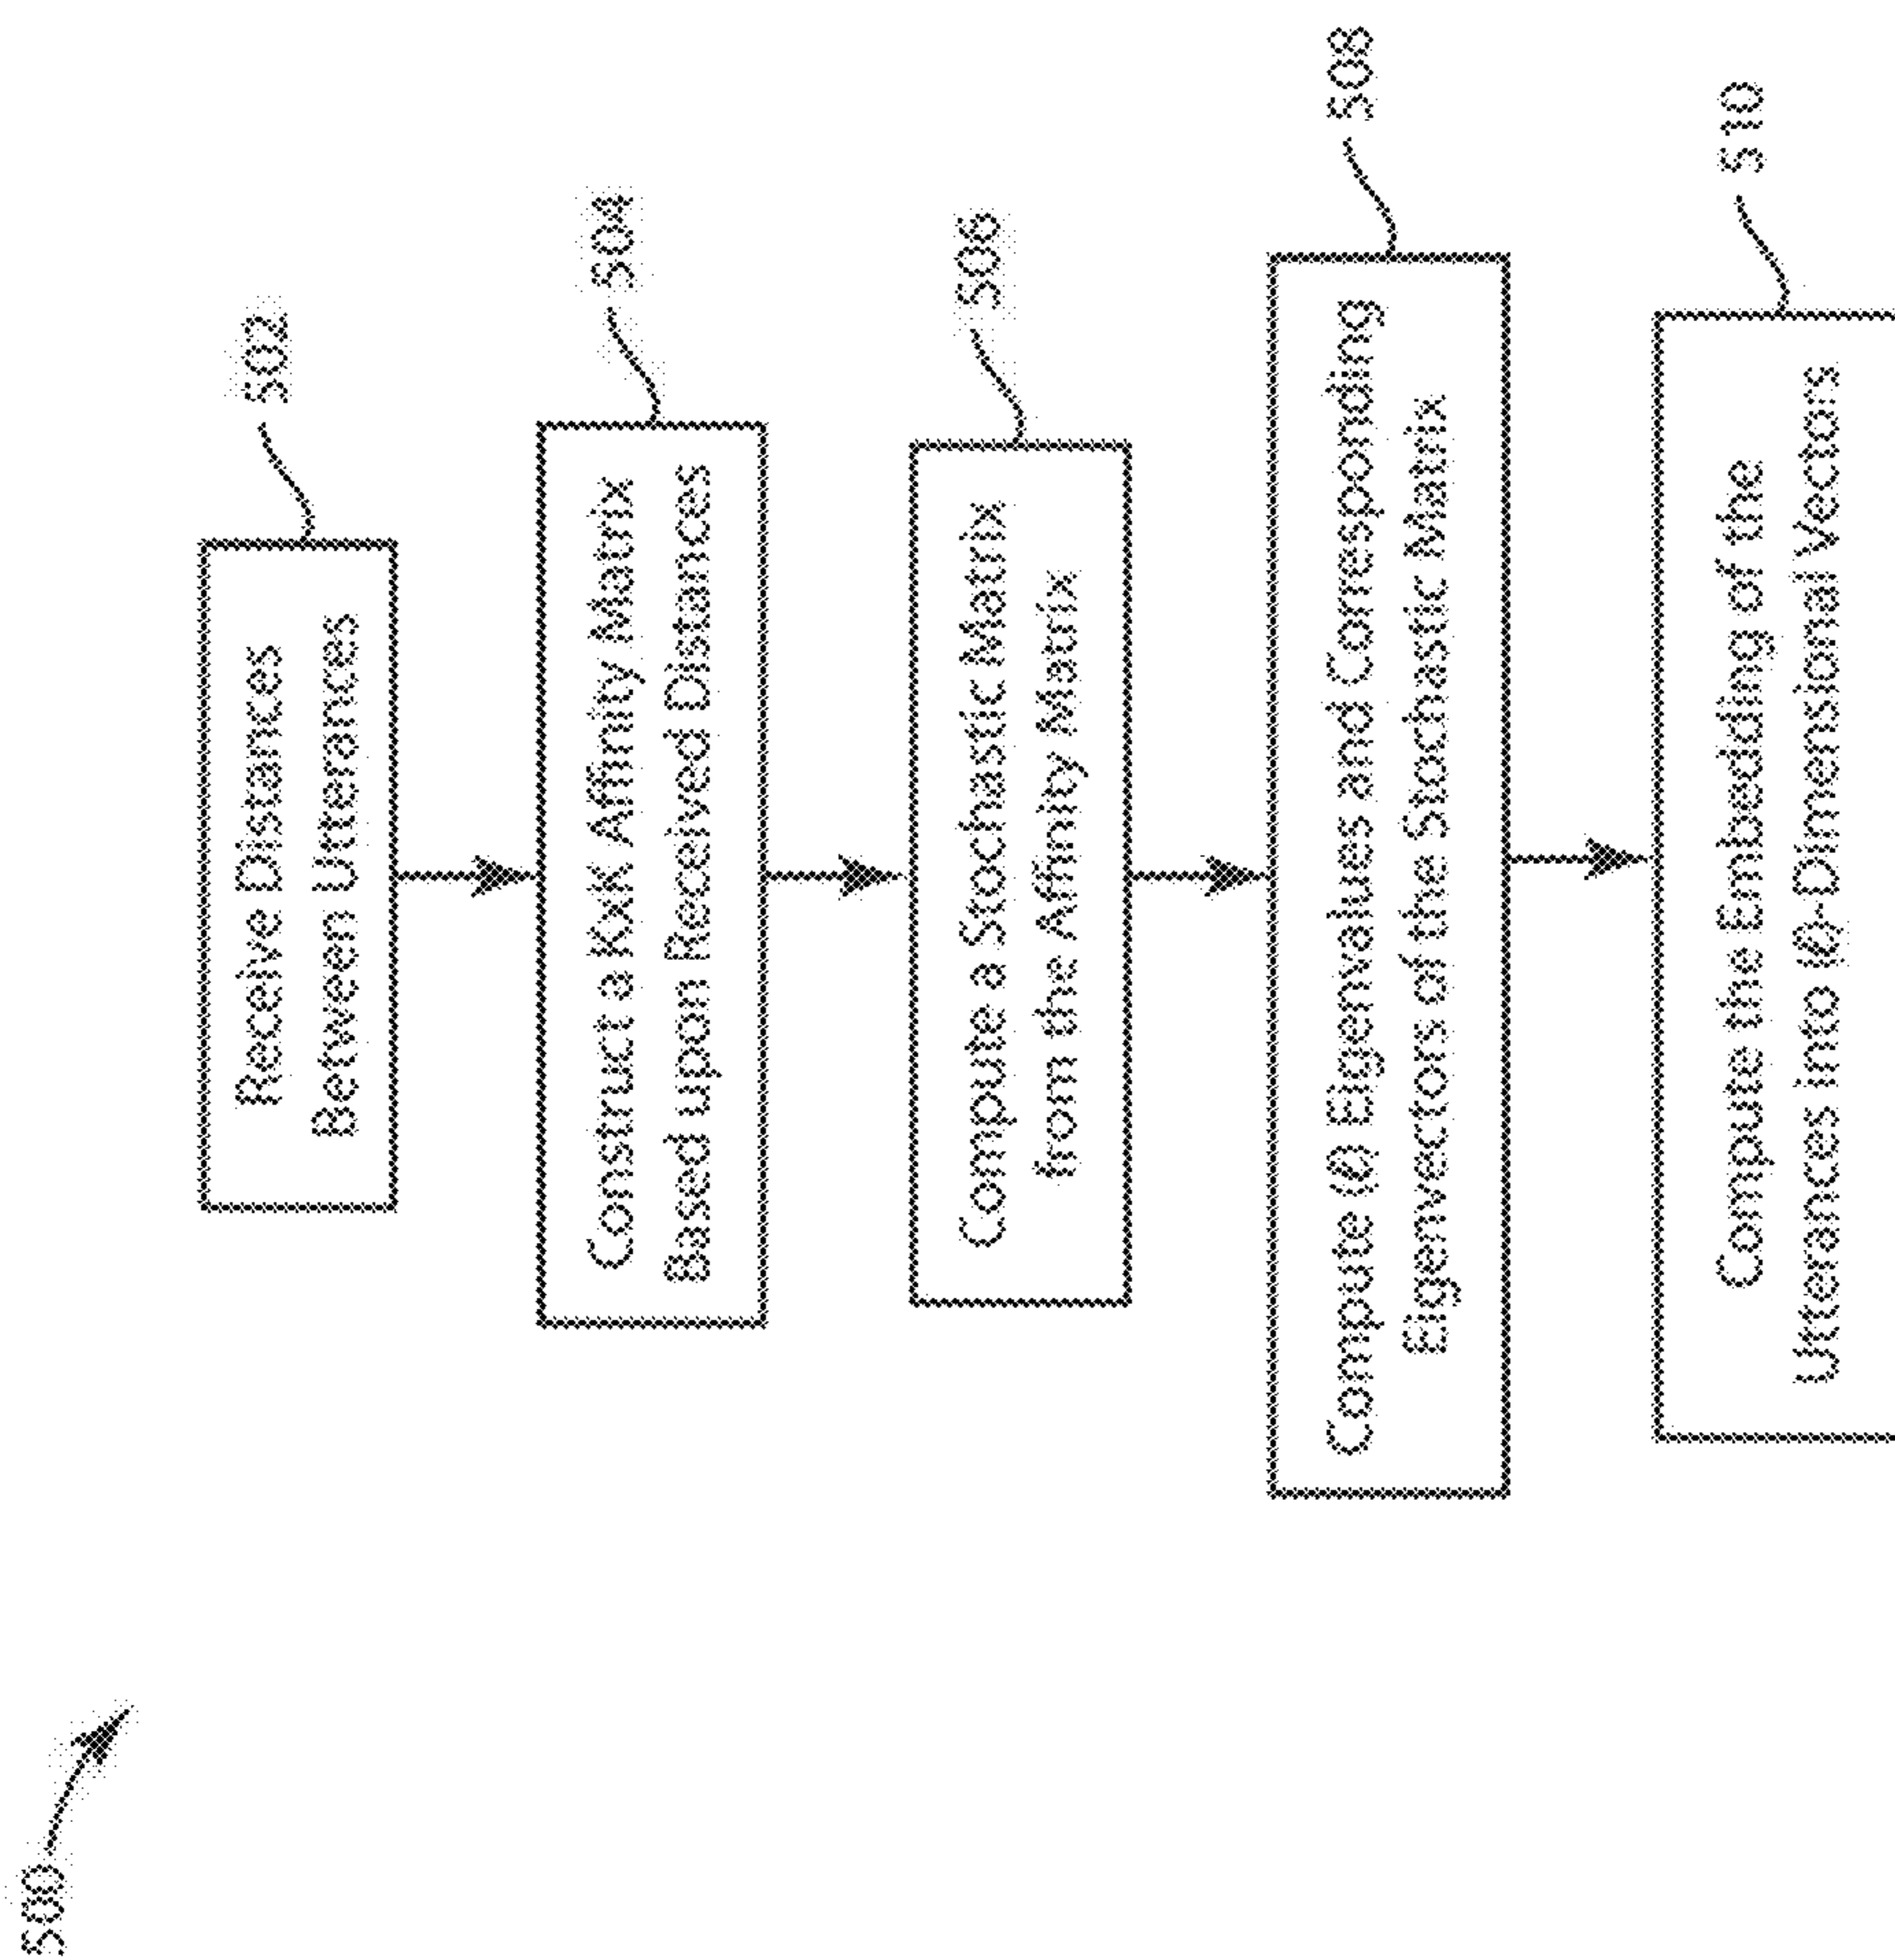 500
502
Receive Distances
Between Utterances
504
Construct a KxK Affinity Matrix
Based upon Received Distances
506
Compute a Stochastic Matrix
from the Affinity Matrix
508
Compute (ℓ) Eigenvalues and Corresponding
Eigenvectors of the Stochastic Matrix
510
Compute the Embedding of the
Utterances into (ℓ)-Dimensional Vectors